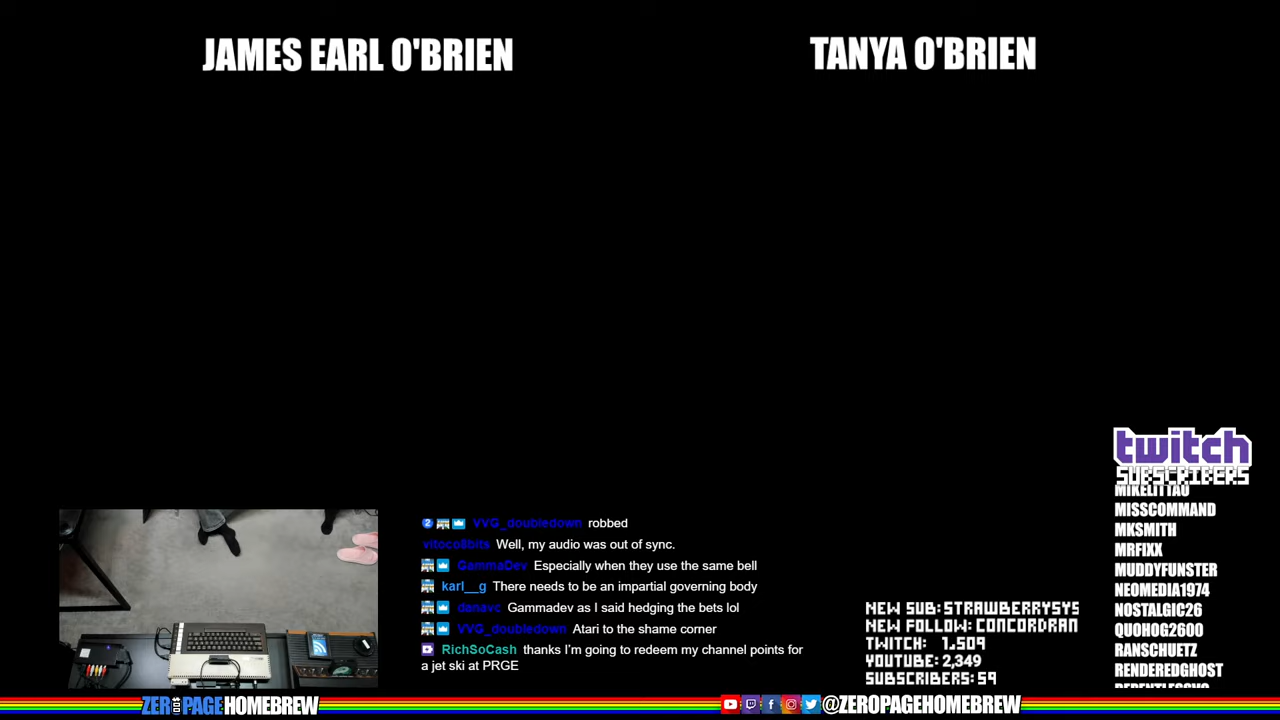 JAMES EARL O'BRIEN
TANYA O'BRIEN
twitch
SUBSCRIBERS
MIKELITTAU
MISSCOMMAND
MKSMITH
MRFIXX
MUDDYFUNSTER
NEOMEDIA1974
NOSTALGIC26
QUOHOG2600
RANSCHUETZ
RENDEREDGHOST
2 VVG_doubledown robbed
vitoco8bits Well, my audio was out of sync.
GammaDev Especially when they use the same bell
karl__g There needs to be an impartial governing body
danavc Gammadev as I said hedging the bets lol
VVG_doubledown Atari to the shame corner
RichSoCash thanks I'm going to redeem my channel points for
a jet ski at PRGE
NEW SUB: STRAWBERRYSYS
NEW FOLLOW: CONCORDRAN
TWITCH: 1,509
YOUTUBE: 2,349
SUBSCRIBERS: 59
ZEROPAGEHOMEBREW
@ZEROPAGEHOMEBREW